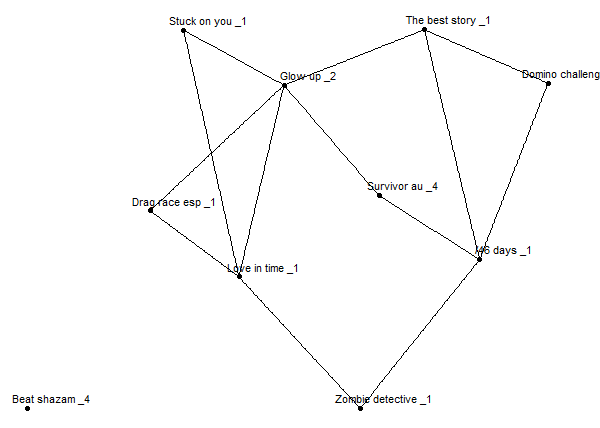 Stuck on you _1
The best story _1
Glow up _2
Domino challeng
Survivor au _4
Drag race esp _1
46 days _1
Love in time _1
Beat shazam _4
Zombie detective _1